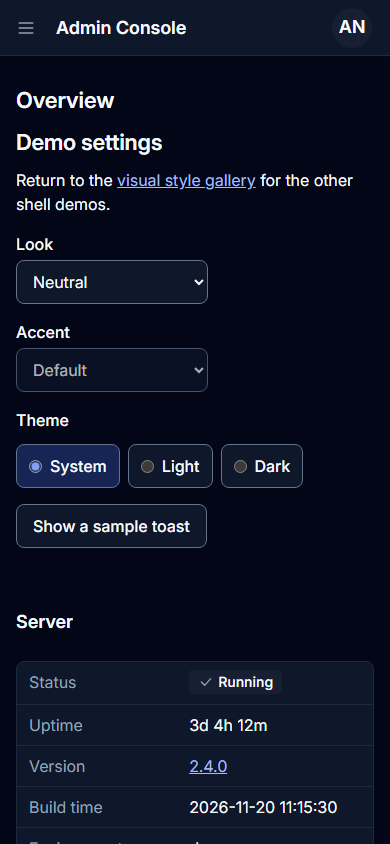 Admin Console
AN
Overview
Demo settings
Return to the visual style gallery for the other
shell demos.
Look
Neutral
Accent
Default
Theme
System
Light
Dark
Show a sample toast
Server
Status
Running
Uptime
3d 4h 12m
Version
2.4.0
Build time
2026-11-20 11:15:30